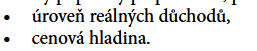 • úroveň reálných důchodů,
• cenová hladina.